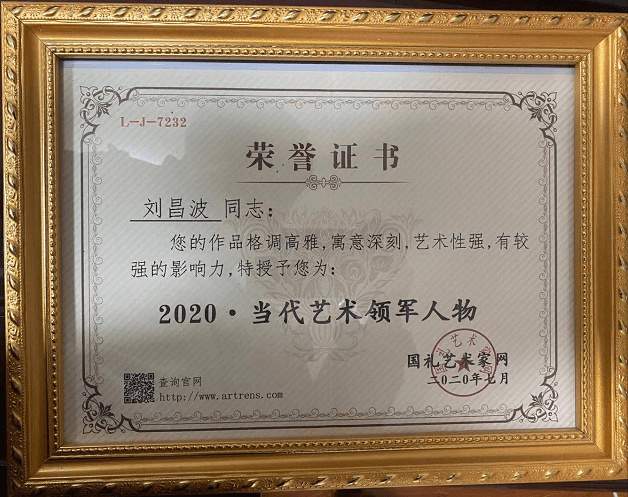 L-J-7232
荣誉证书
刘昌波 同志：
您的作品格调高雅，寓意深刻，艺术性强，有较
强的影响力，特授予您为：
2020·当代艺术领军人物
国礼艺术家网
二〇二〇年七月
查询官网
http://www.artrens.com